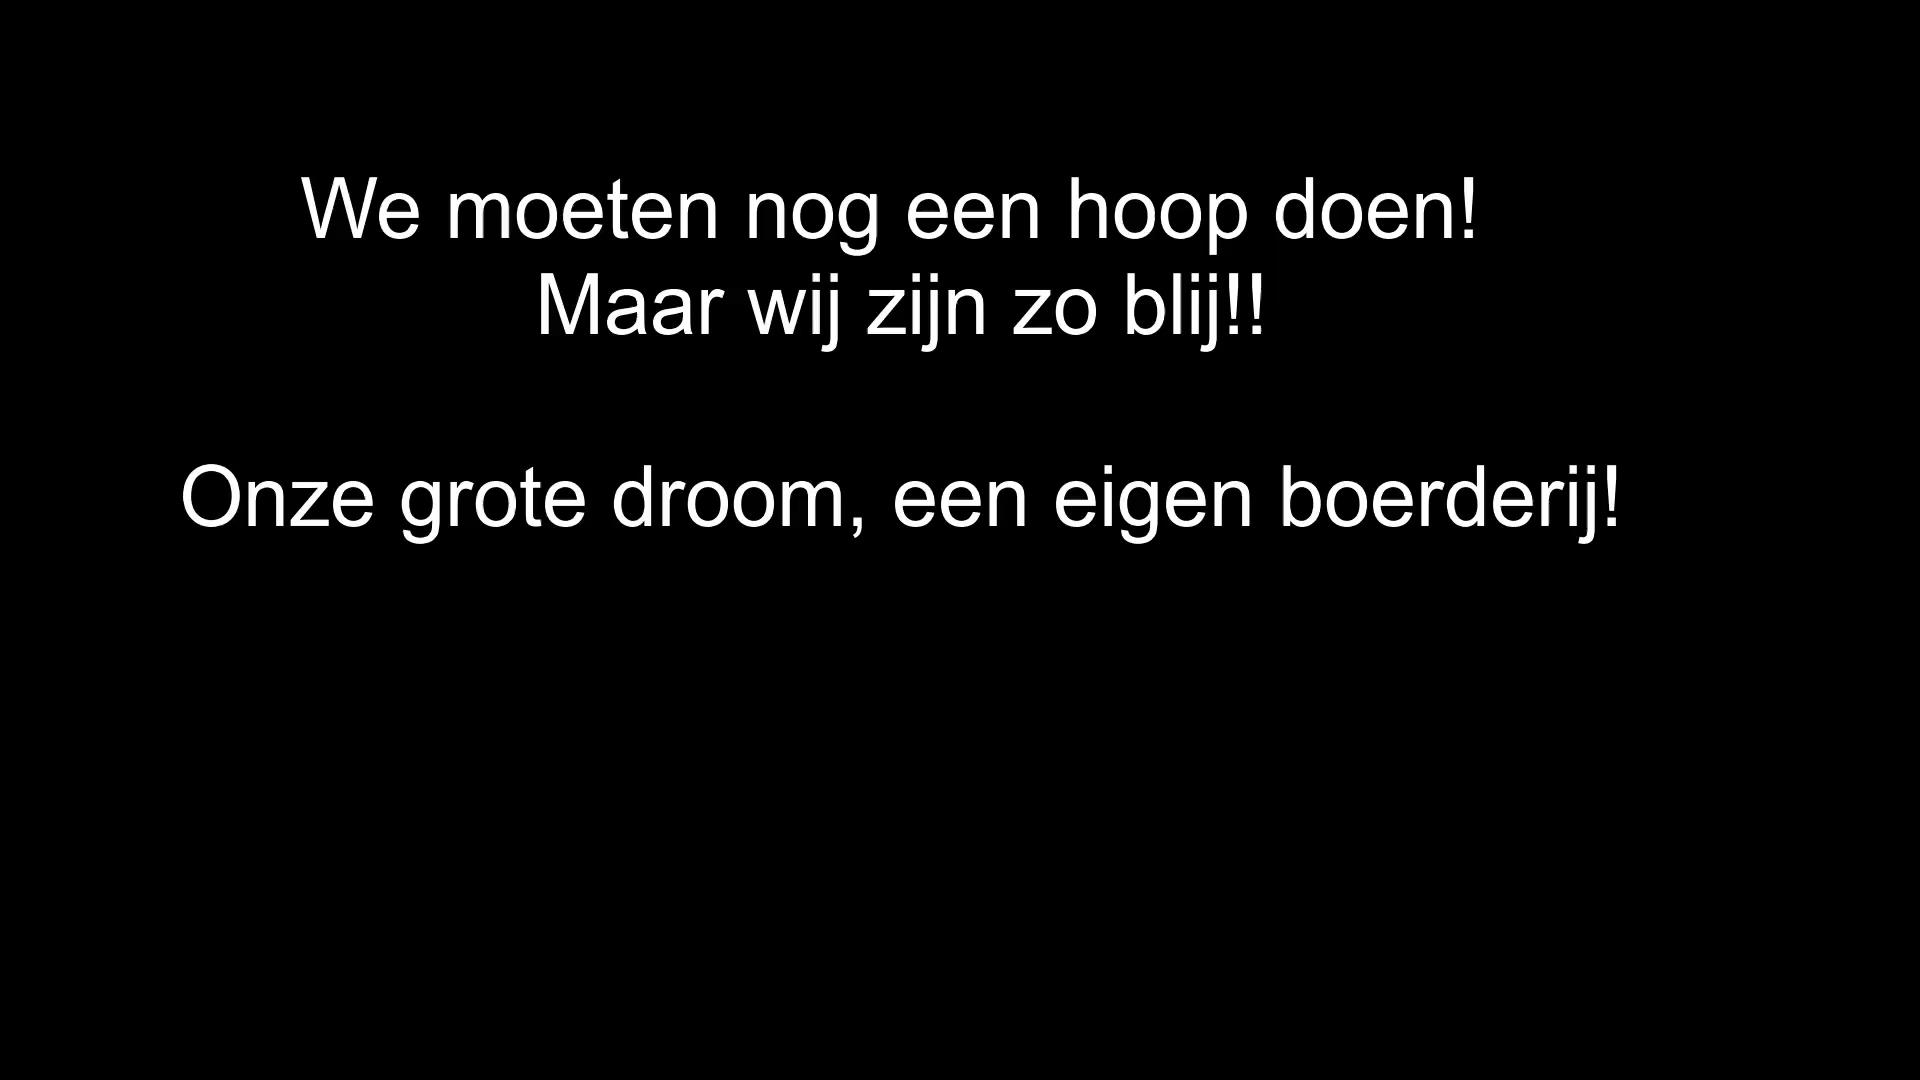 We moeten nog een hoop doen!
Maar wij zijn zo blij!!
Onze grote droom, een eigen boerderij!